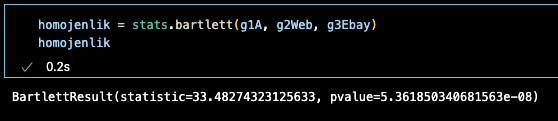 homojenlik = stats.bartlett(g1A, g2Web, g3Ebay)
homojenlik
✓ 0.2s
BartlettResult(statistic=33.48274323125633, pvalue=5.361850340681563e-08)